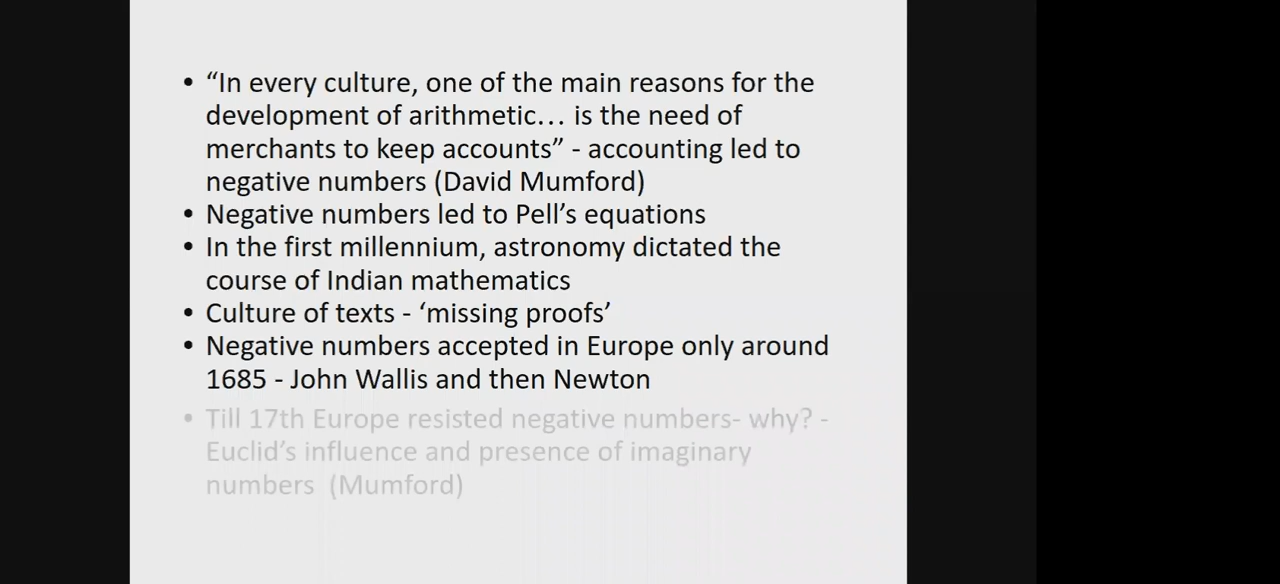 • “In every culture, one of the main reasons for the
development of arithmetic… is the need of
merchants to keep accounts” - accounting led to
negative numbers (David Mumford)
• Negative numbers led to Pell’s equations
• In the first millennium, astronomy dictated the
course of Indian mathematics
• Culture of texts - ‘missing proofs’
• Negative numbers accepted in Europe only around
1685 - John Wallis and then Newton
• Till 17th Europe resisted negative numbers- why? -
Euclid’s influence and presence of imaginary
numbers  (Mumford)